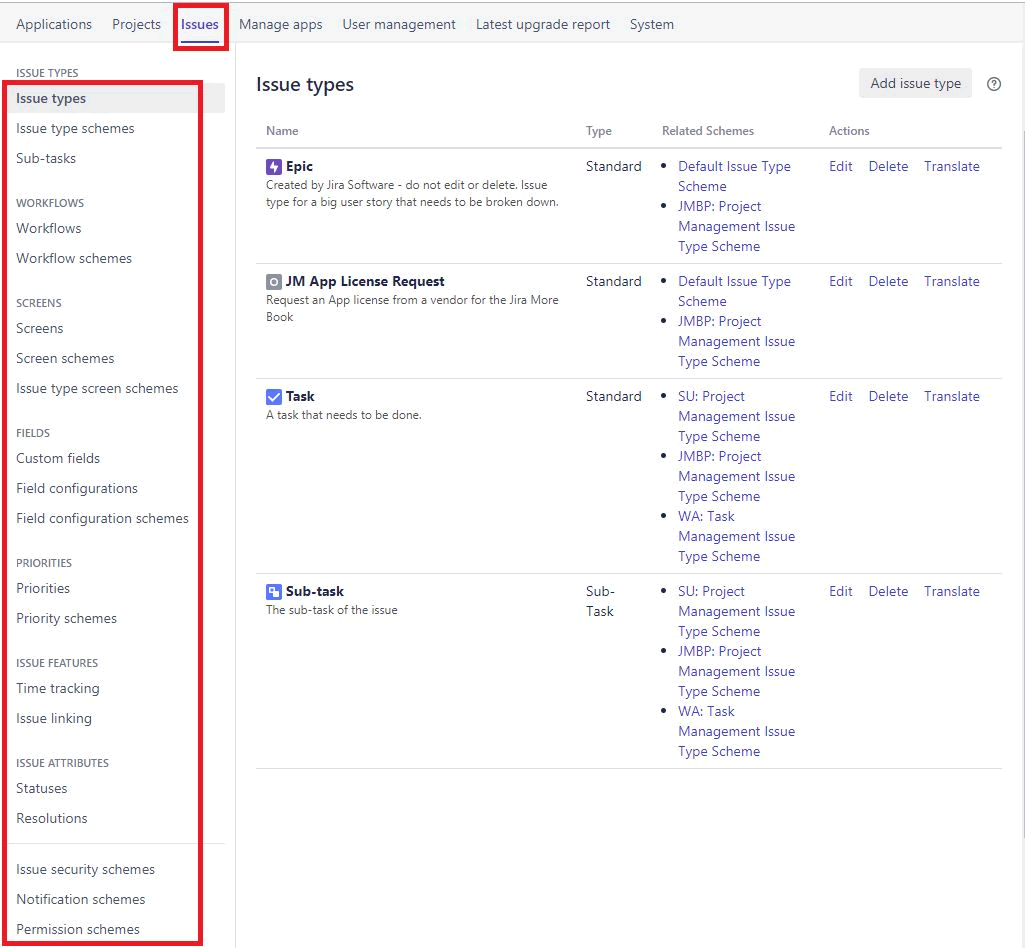 Applications Projects Issues Manage apps User management Latest upgrade report System
ISSUE TYPES
Issue types
Issue type schemes
Sub-tasks
WORKFLOWS
Workflows
Workflow schemes
SCREENS
Screens
Screen schemes
Issue type screen schemes
FIELDS
Custom fields
Field configurations
Field configuration schemes
PRIORITIES
Priorities
Priority schemes
ISSUE FEATURES
Time tracking
Issue linking
ISSUE ATTRIBUTES
Statuses
Resolutions
Issue security schemes
Notification schemes
Permission schemes
Issue types
Add issue type
Name Type Related Schemes Actions
Epic
Created by Jira Software - do not edit or delete. Issue
type for a big user story that needs to be broken down.
Standard
Default Issue Type
Scheme
JMBP: Project
Management Issue
Type Scheme
Edit Delete Translate
JM App License Request
Request an App license from a vendor for the Jira More
Book
Standard
Default Issue Type
Scheme
JMBP: Project
Management Issue
Type Scheme
Edit Delete Translate
Task
A task that needs to be done.
Standard
SU: Project
Management Issue
Type Scheme
JMBP: Project
Management Issue
Type Scheme
WA: Task
Management Issue
Type Scheme
Edit Delete Translate
Sub-task
The sub-task of the issue
Sub-
Task
SU: Project
Management Issue
Type Scheme
JMBP: Project
Management Issue
Type Scheme
WA: Task
Management Issue
Type Scheme
Edit Delete Translate